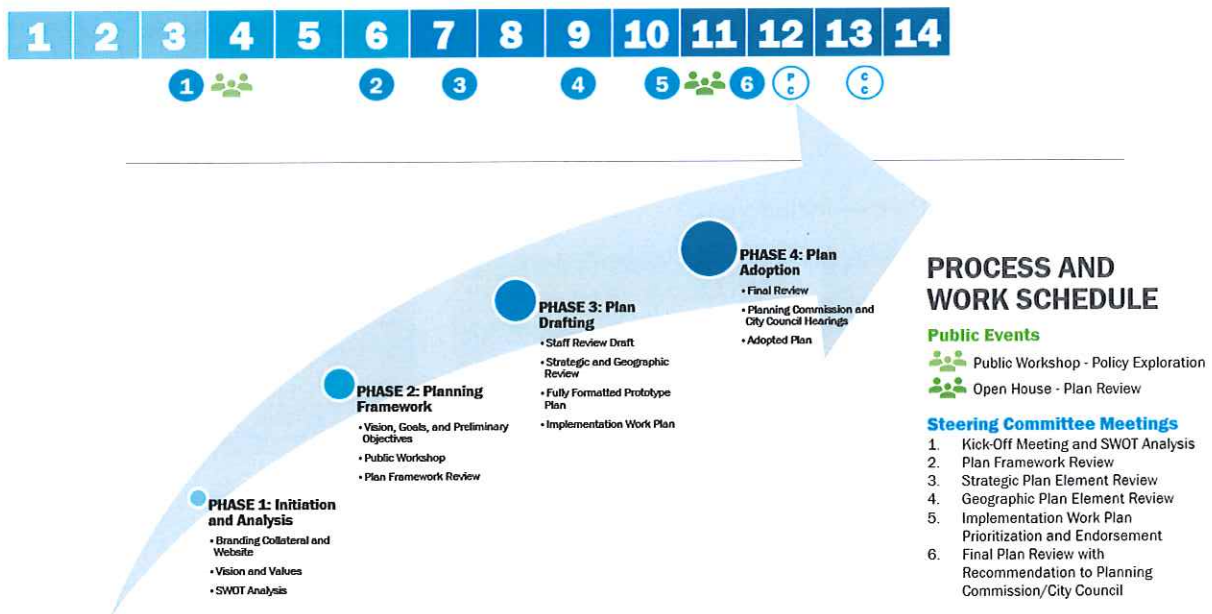 1 2 3 4 5 6 7 8 9 10 11 12 13 14
1 2 3 4 5 6 P C C C
PHASE 1: Initiation
and Analysis
• Branding Collateral and
Website
• Vision and Values
• SWOT Analysis
PHASE 2: Planning
Framework
• Vision, Goals, and Preliminary
Objectives
• Public Workshop
• Plan Framework Review
PHASE 3: Plan
Drafting
• Staff Review Draft
• Strategic and Geographic
Review
• Fully Formatted Prototype
Plan
• Implementation Work Plan
PHASE 4: Plan
Adoption
• Final Review
• Planning Commission and
City Council Hearings
• Adopted Plan
PROCESS AND
WORK SCHEDULE
Public Events
Public Workshop - Policy Exploration
Open House - Plan Review
Steering Committee Meetings
1. Kick-Off Meeting and SWOT Analysis
2. Plan Framework Review
3. Strategic Plan Element Review
4. Geographic Plan Element Review
5. Implementation Work Plan
Prioritization and Endorsement
6. Final Plan Review with
Recommendation to Planning
Commission/City Council